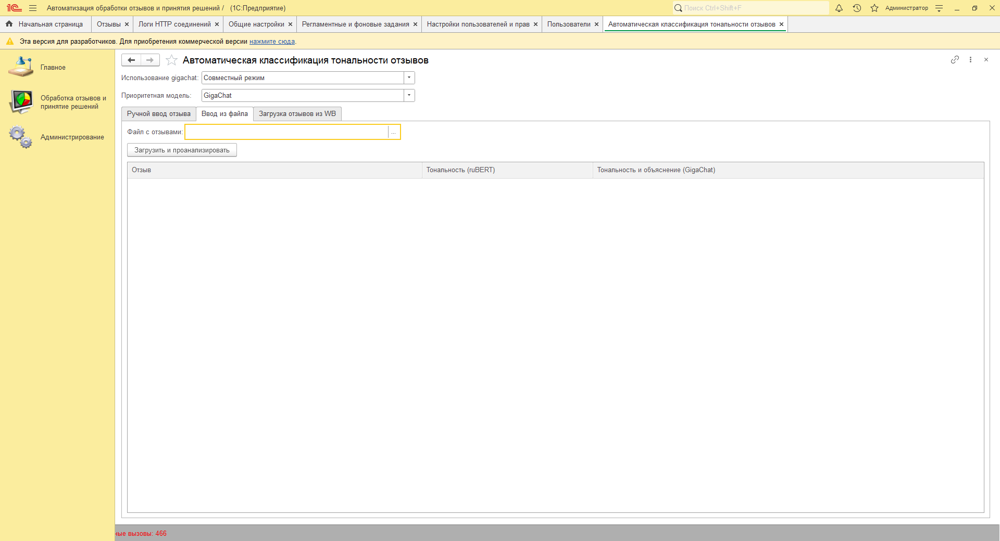 Автоматизация обработки отзывов и принятия решений / (1С:Предприятие)
Поиск Ctrl+Shift+F
Администратор
Начальная страница
Отзывы
Логи HTTP соединений
Общие настройки
Регламентные и фоновые задания
Настройки пользователей и прав
Пользователи
Автоматическая классификация тональности отзывов
Эта версия для разработчиков. Для приобретения коммерческой версии нажмите сюда.
Главное
Обработка отзывов и
принятие решений
Администрирование
Автоматическая классификация тональности отзывов
Использование gigachat: Совместный режим
Приоритетная модель: GigaChat
Ручной ввод отзыва
Ввод из файла
Загрузка отзывов из WB
Файл с отзывами:
...
Загрузить и проанализировать
Отзыв
Тональность (ruBERT)
Тональность и объяснение (GigaChat)
ные вызовы: 466